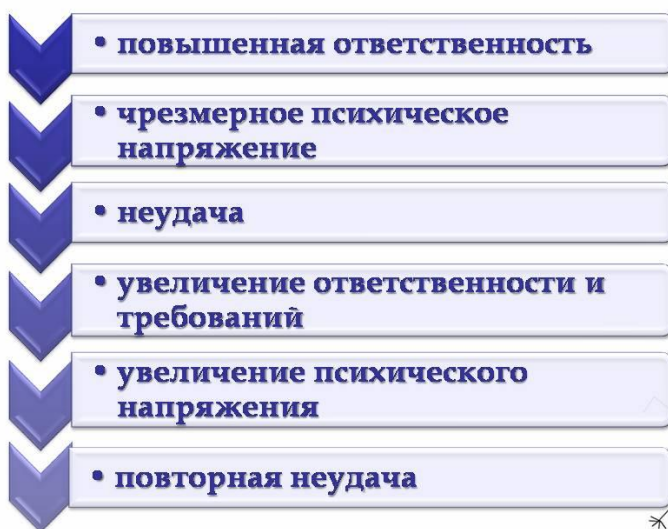 • повышенная ответственность
• чрезмерное психическое
напряжение
• неудача
• увеличение ответственности и
требований
• увеличение психического
напряжения
• повторная неудача